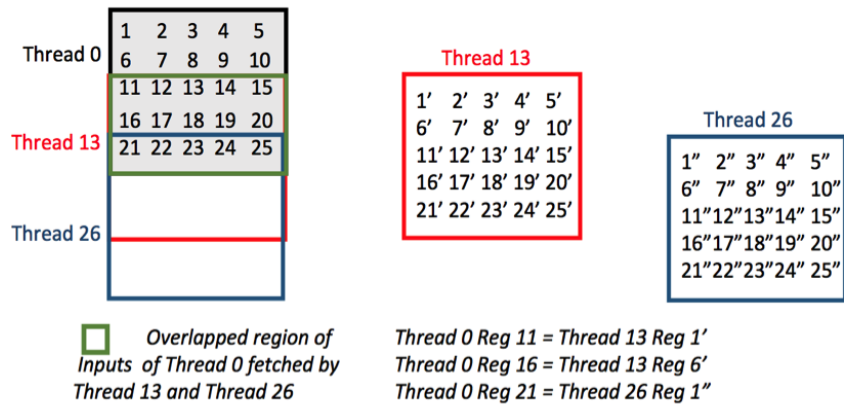 Thread 0
1 2 3 4 5
6 7 8 9 10
11 12 13 14 15
16 17 18 19 20
Thread 13
21 22 23 24 25
Thread 26
Thread 13
1’ 2’ 3’ 4’ 5’
6’ 7’ 8’ 9’ 10’
11’ 12’ 13’ 14’ 15’
16’ 17’ 18’ 19’ 20’
21’ 22’ 23’ 24’ 25’
Thread 26
1” 2” 3” 4” 5”
6” 7” 8” 9” 10”
11”12”13”14” 15”
16”17”18”19” 20”
21”22”23”24” 25”
Overlapped region of
Inputs of Thread 0 fetched by
Thread 13 and Thread 26
Thread 0 Reg 11 = Thread 13 Reg 1’
Thread 0 Reg 16 = Thread 13 Reg 6’
Thread 0 Reg 21 = Thread 26 Reg 1”